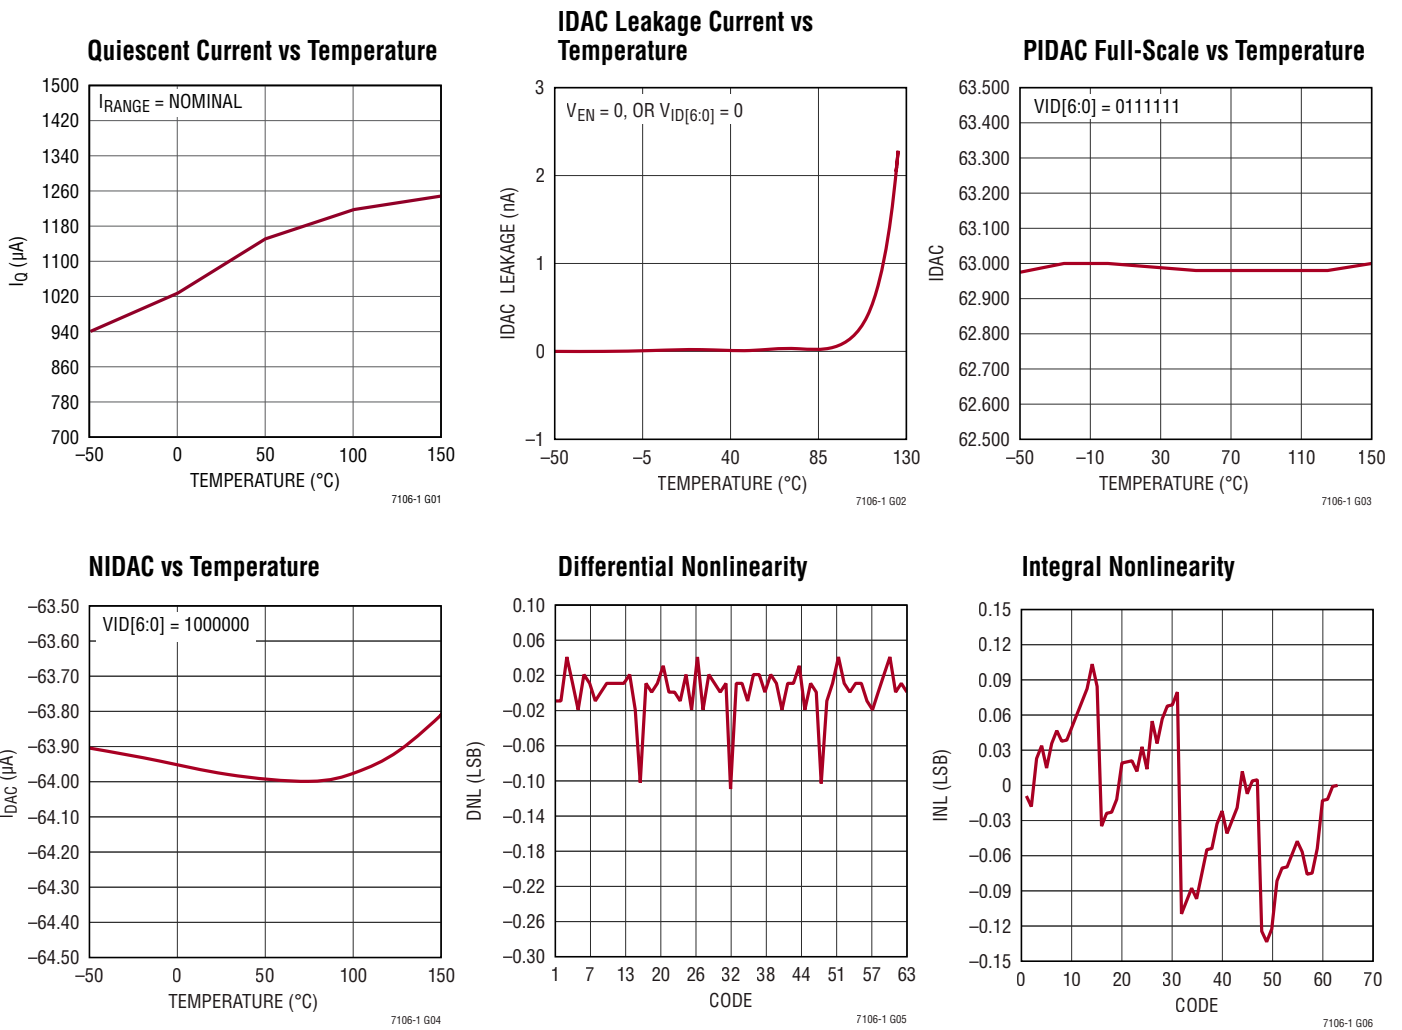 Quiescent Current vs Temperature
1500
1420
1340
1260
1180
1100
1020
940
860
780
700
IQ (µA)
IRANGE = NOMINAL
–50 0 50 100 150
TEMPERATURE (°C)
7106-1 G01
IDAC Leakage Current vs
Temperature
3
2
1
0
–1
IDAC LEAKAGE (nA)
VEN = 0, OR VID[6:0] = 0
–50 –5 40 85 130
TEMPERATURE (°C)
7106-1 G02
PIDAC Full-Scale vs Temperature
63.500
63.400
63.300
63.200
63.100
63.000
62.900
62.800
62.700
62.600
62.500
IDAC
VID[6:0] = 0111111
–50 –10 30 70 110 150
TEMPERATURE (°C)
7106-1 G03
NIDAC vs Temperature
–63.50
–63.60
–63.70
–63.80
–63.90
–64.00
–64.10
–64.20
–64.30
–64.40
–64.50
IDAC (µA)
VID[6:0] = 1000000
–50 0 50 100 150
TEMPERATURE (°C)
7106-1 G04
Differential Nonlinearity
0.10
0.06
0.02
–0.02
–0.06
–0.10
–0.14
–0.18
–0.22
–0.26
–0.30
DNL (LSB)
1 7 13 20 26 32 38 44 51 57 63
CODE
7106-1 G05
Integral Nonlinearity
0.15
0.12
0.09
0.06
0.03
0
–0.03
–0.06
–0.09
–0.12
–0.15
INL (LSB)
0 10 20 30 40 50 60 70
CODE
7106-1 G06